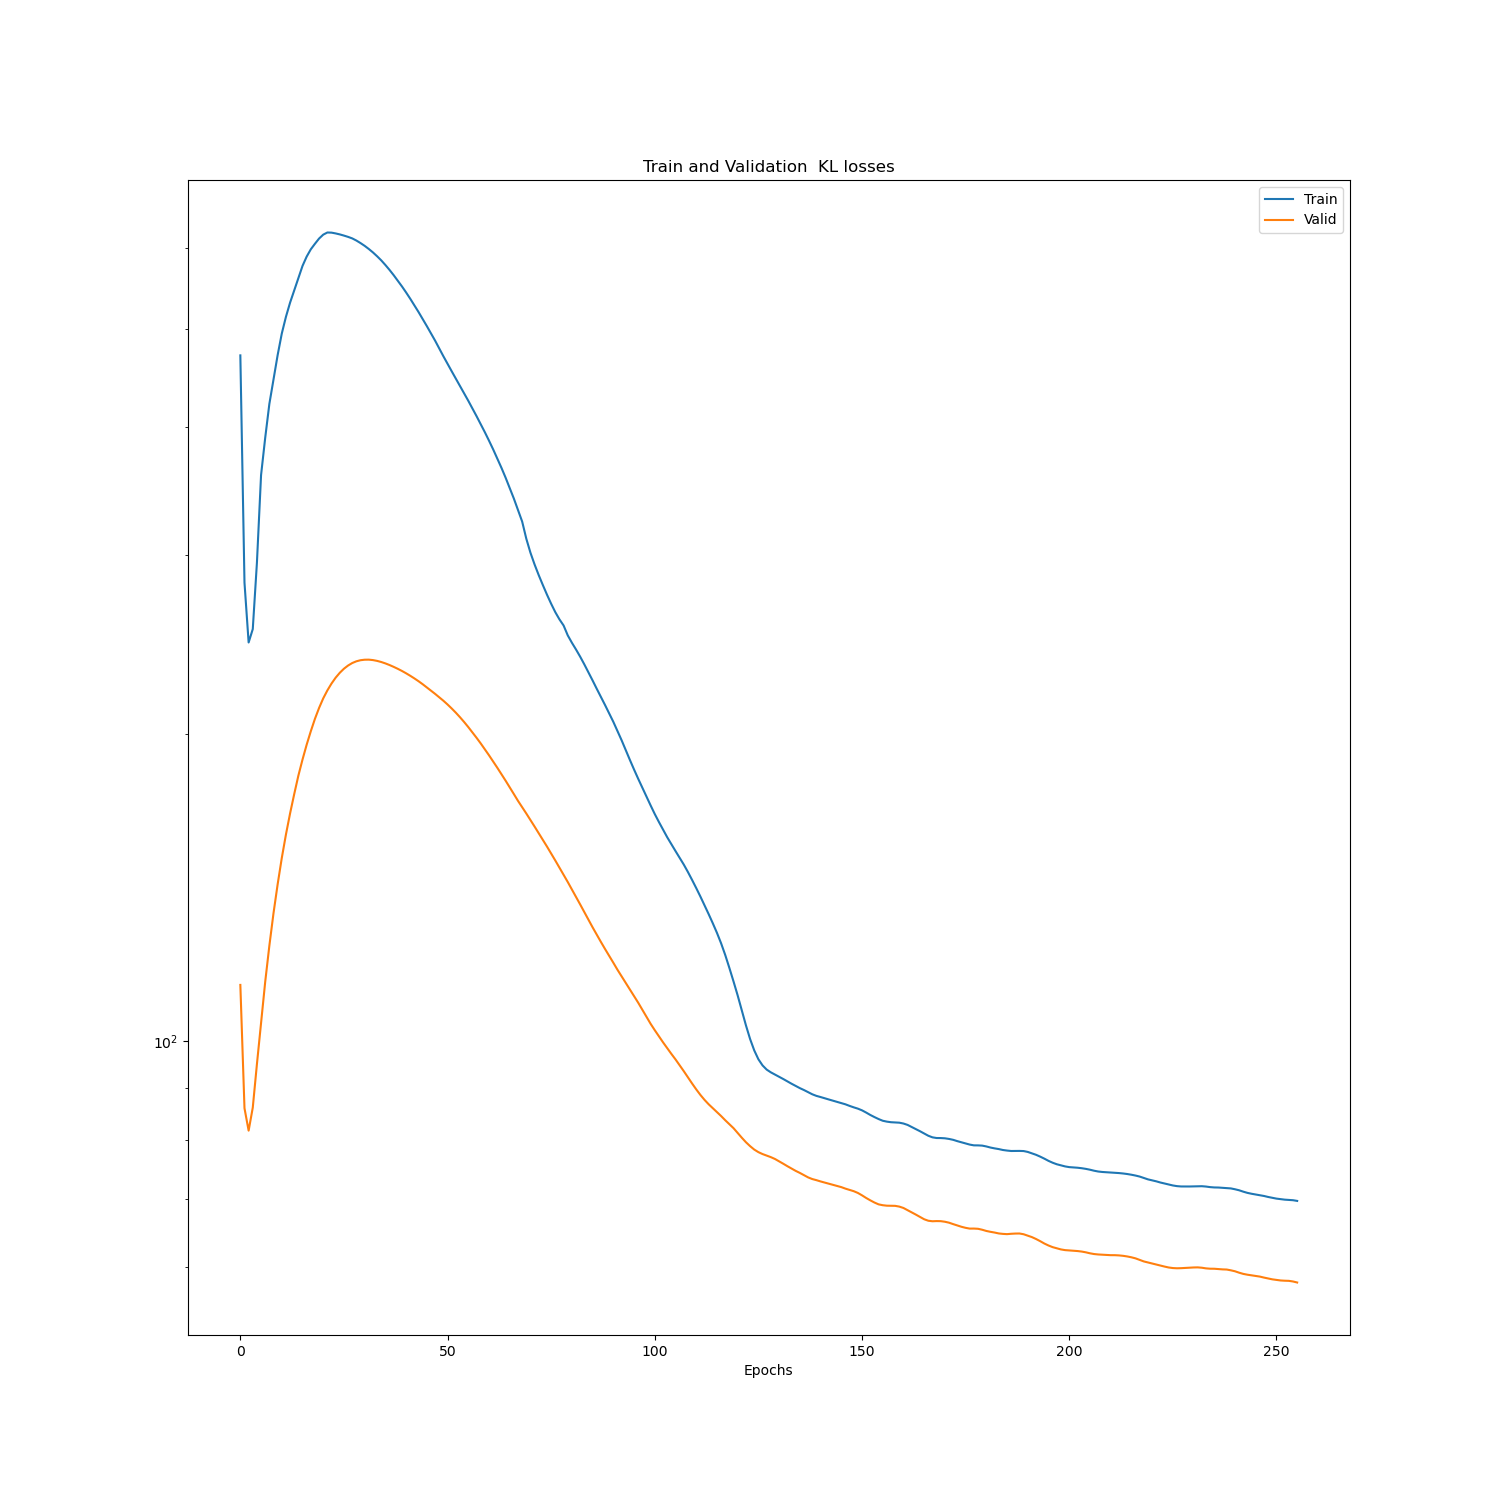 Train and Validation  KL losses
Train
Valid
10²
0 50 100 150 200 250
Epochs